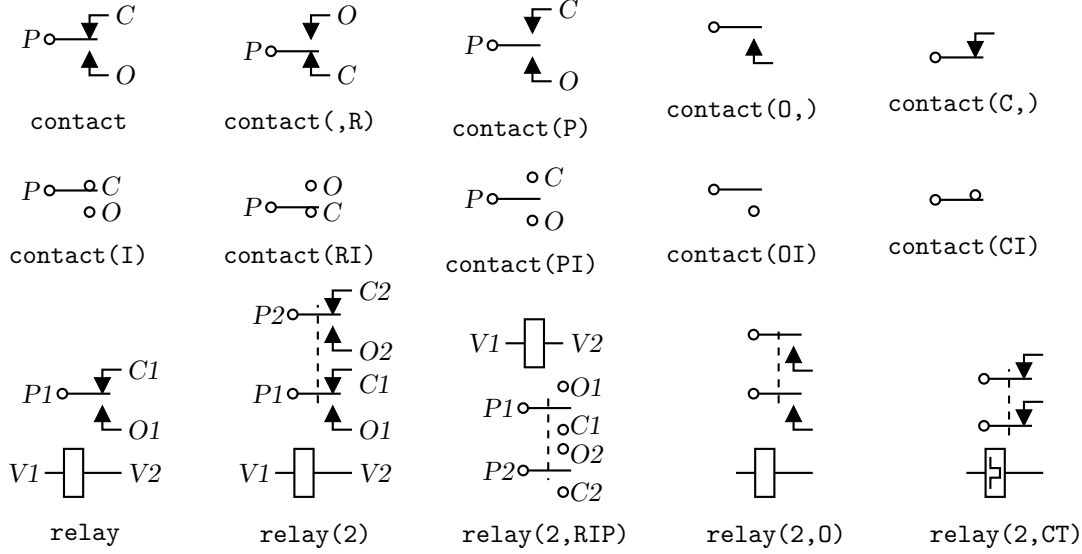 C O C
P P P
O C O
contact contact(,R) contact(P) contact(O,) contact(C,)
C O C
P P P
O C O
contact(I) contact(RI) contact(PI) contact(OI) contact(CI)
C2
P2 V1 V2
O2
C1 C1 O1
P1 P1 P1
C1
O1 O1 O2
V1 V2 V1 V2 P2
C2
relay relay(2) relay(2,RIP) relay(2,O) relay(2,CT)